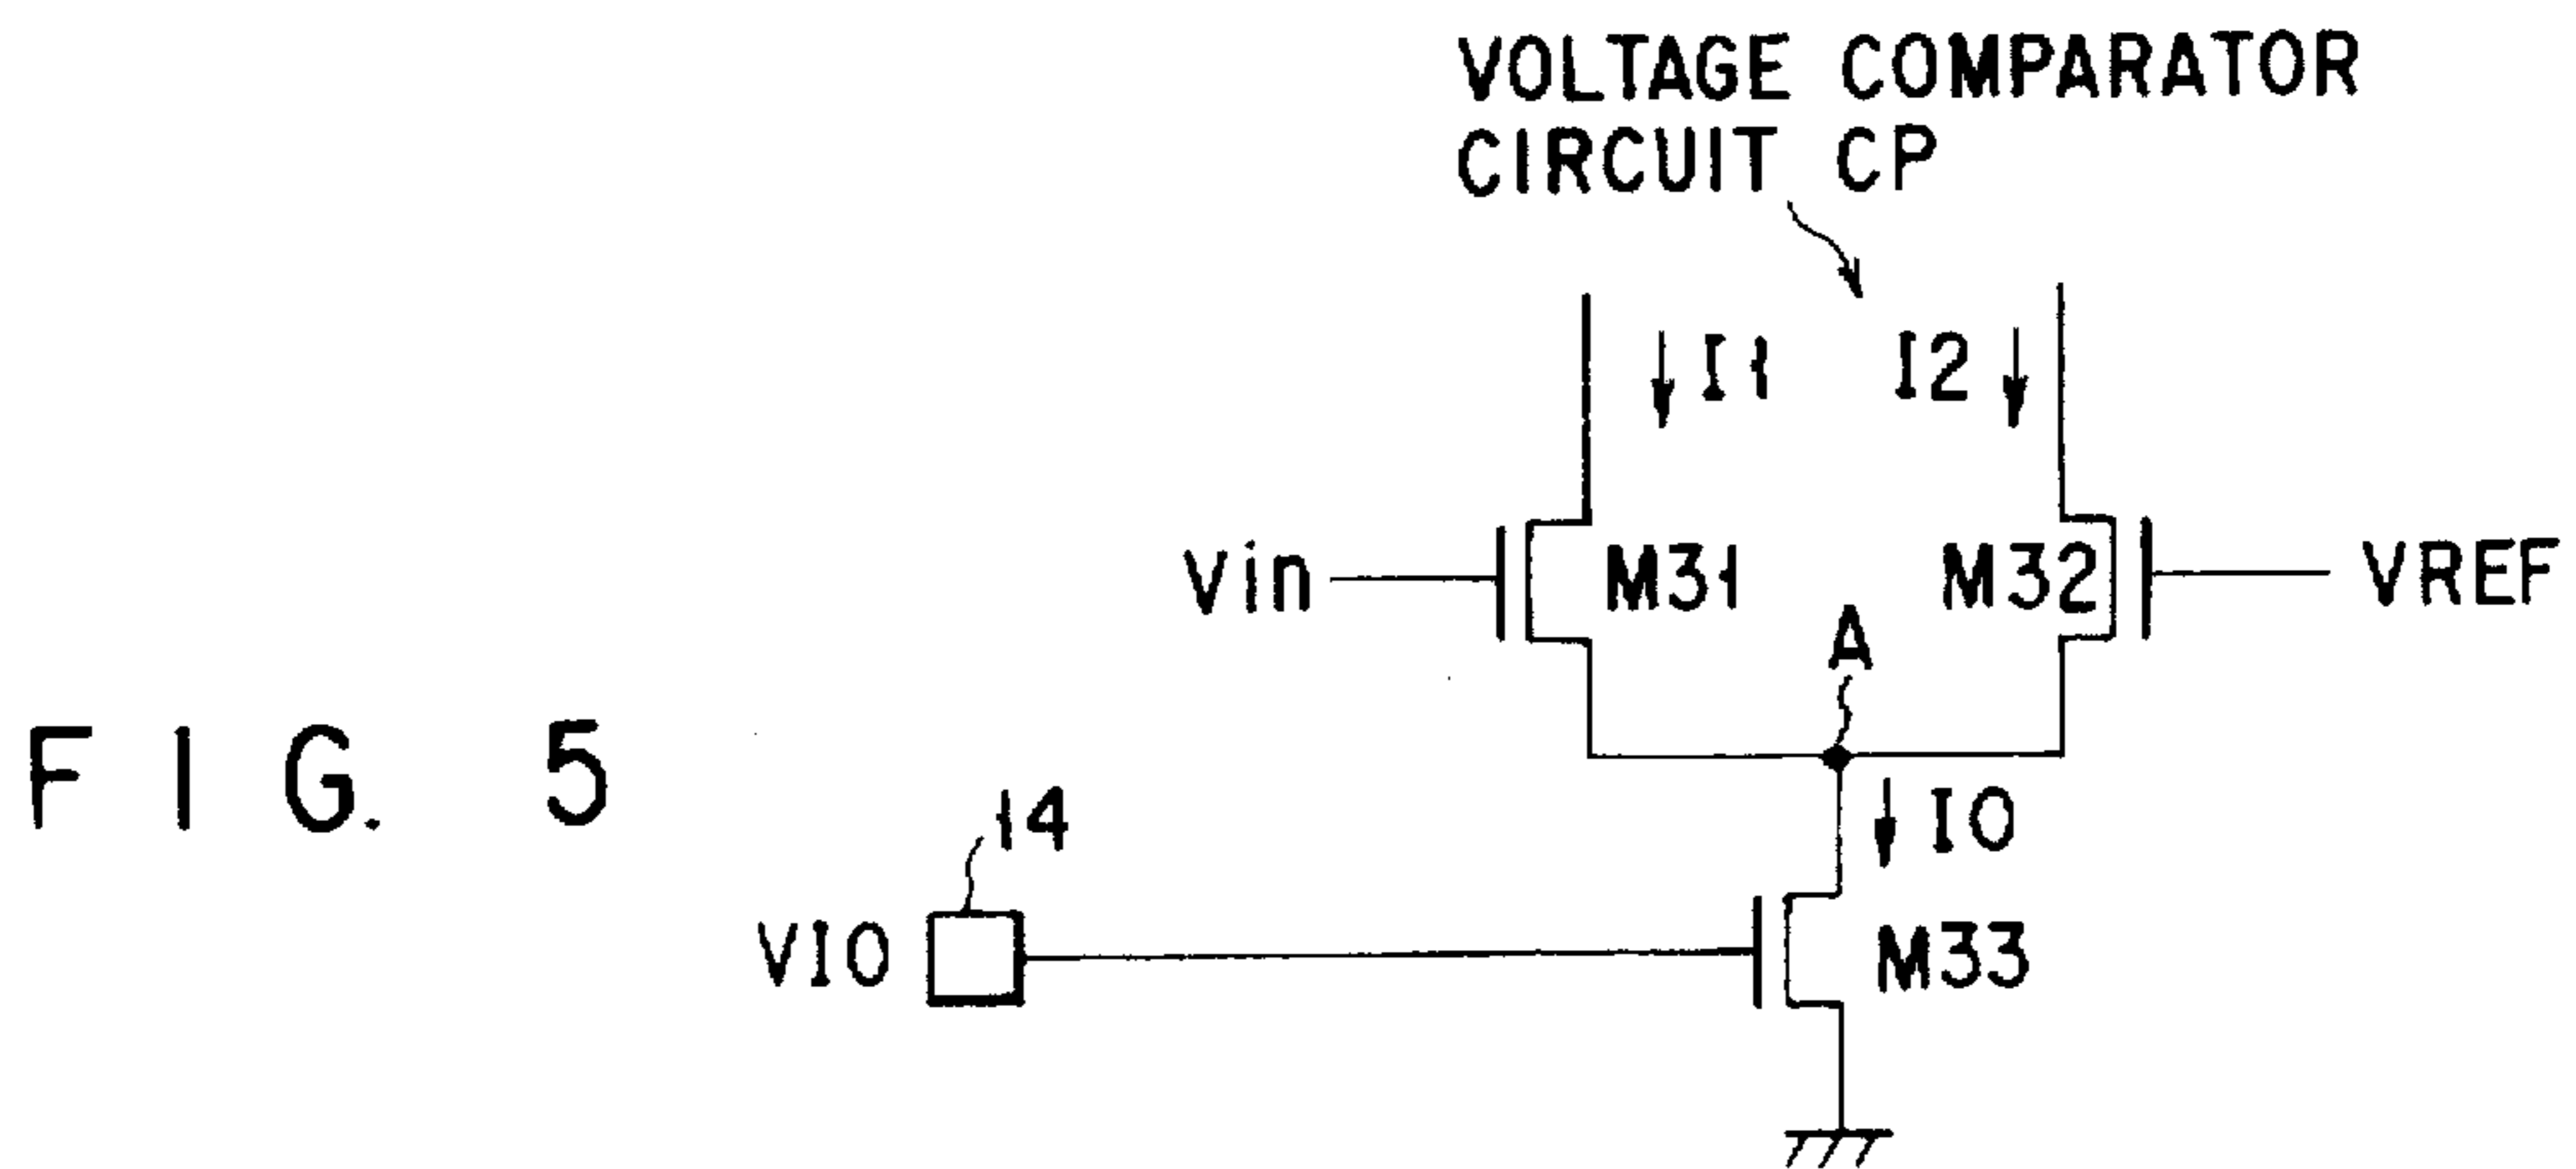 VOLTAGE COMPARATOR
CIRCUIT CP
I1 I2
Vin M31 M32 VREF
A
FIG. 5
14
I0
VI0 M33